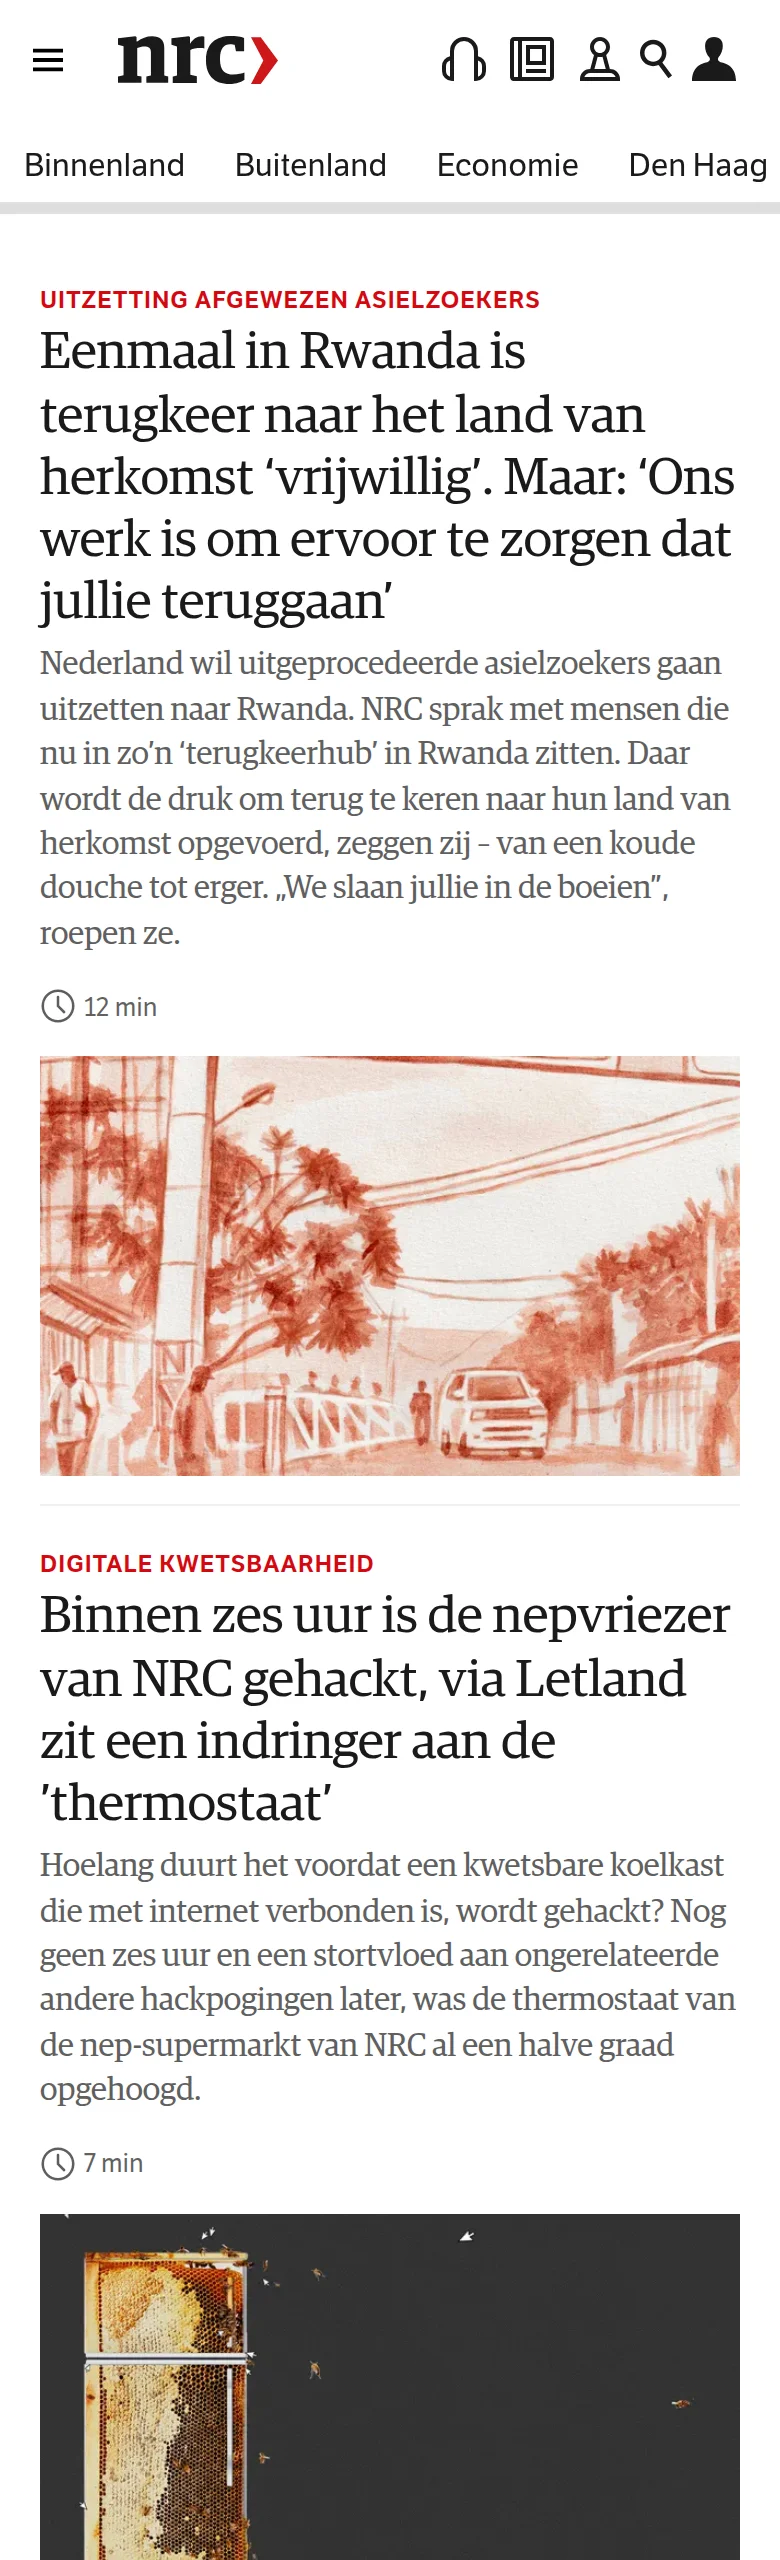 nrc
Binnenland Buitenland Economie Den Haag
UITZETTING AFGEWEZEN ASIELZOEKERS
Eenmaal in Rwanda is
terugkeer naar het land van
herkomst ‘vrijwillig’. Maar: ‘Ons
werk is om ervoor te zorgen dat
jullie teruggaan’
Nederland wil uitgeprocedeerde asielzoekers gaan
uitzetten naar Rwanda. NRC sprak met mensen die
nu in zo’n ‘terugkeerhub’ in Rwanda zitten. Daar
wordt de druk om terug te keren naar hun land van
herkomst opgevoerd, zeggen zij – van een koude
douche tot erger. „We slaan jullie in de boeien”,
roepen ze.
12 min
DIGITALE KWETSBAARHEID
Binnen zes uur is de nepvriezer
van NRC gehackt, via Letland
zit een indringer aan de
’thermostaat’
Hoelang duurt het voordat een kwetsbare koelkast
die met internet verbonden is, wordt gehackt? Nog
geen zes uur en een stortvloed aan ongerelateerde
andere hackpogingen later, was de thermostaat van
de nep-supermarkt van NRC al een halve graad
opgehoogd.
7 min